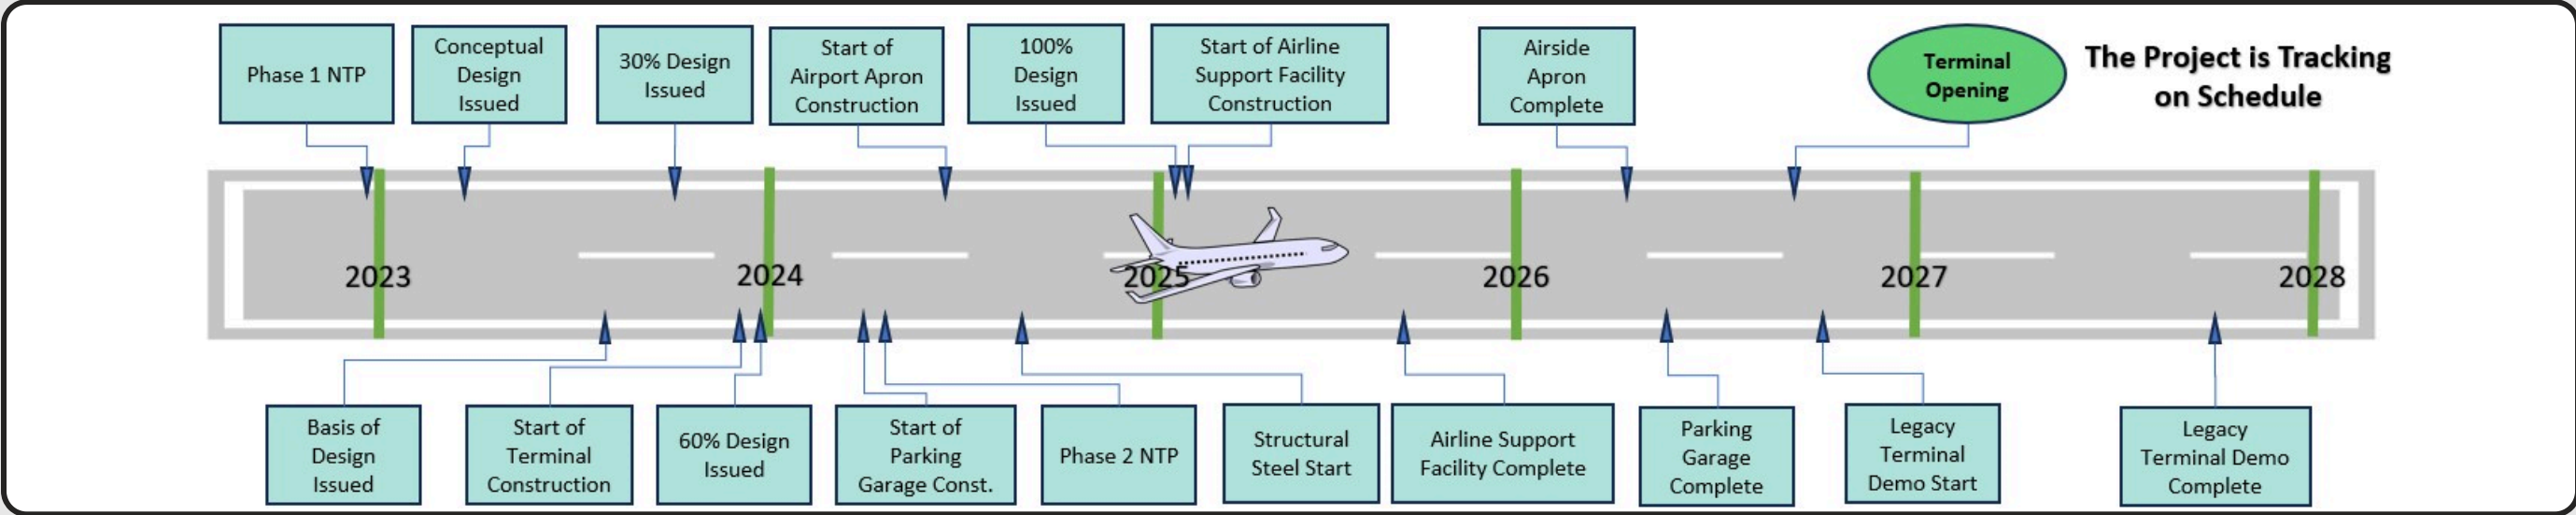 Phase 1 NTP
Conceptual
Design
Issued
30% Design
Issued
Start of
Airport Apron
Construction
100%
Design
Issued
Start of Airline
Support Facility
Construction
Airside
Apron
Complete
Terminal
Opening
The Project is Tracking
on Schedule
2023
2024
2025
2026
2027
2028
Basis of
Design
Issued
Start of
Terminal
Construction
60% Design
Issued
Start of
Parking
Garage Const.
Phase 2 NTP
Structural
Steel Start
Airline Support
Facility Complete
Parking
Garage
Complete
Legacy
Terminal
Demo Start
Legacy
Terminal Demo
Complete